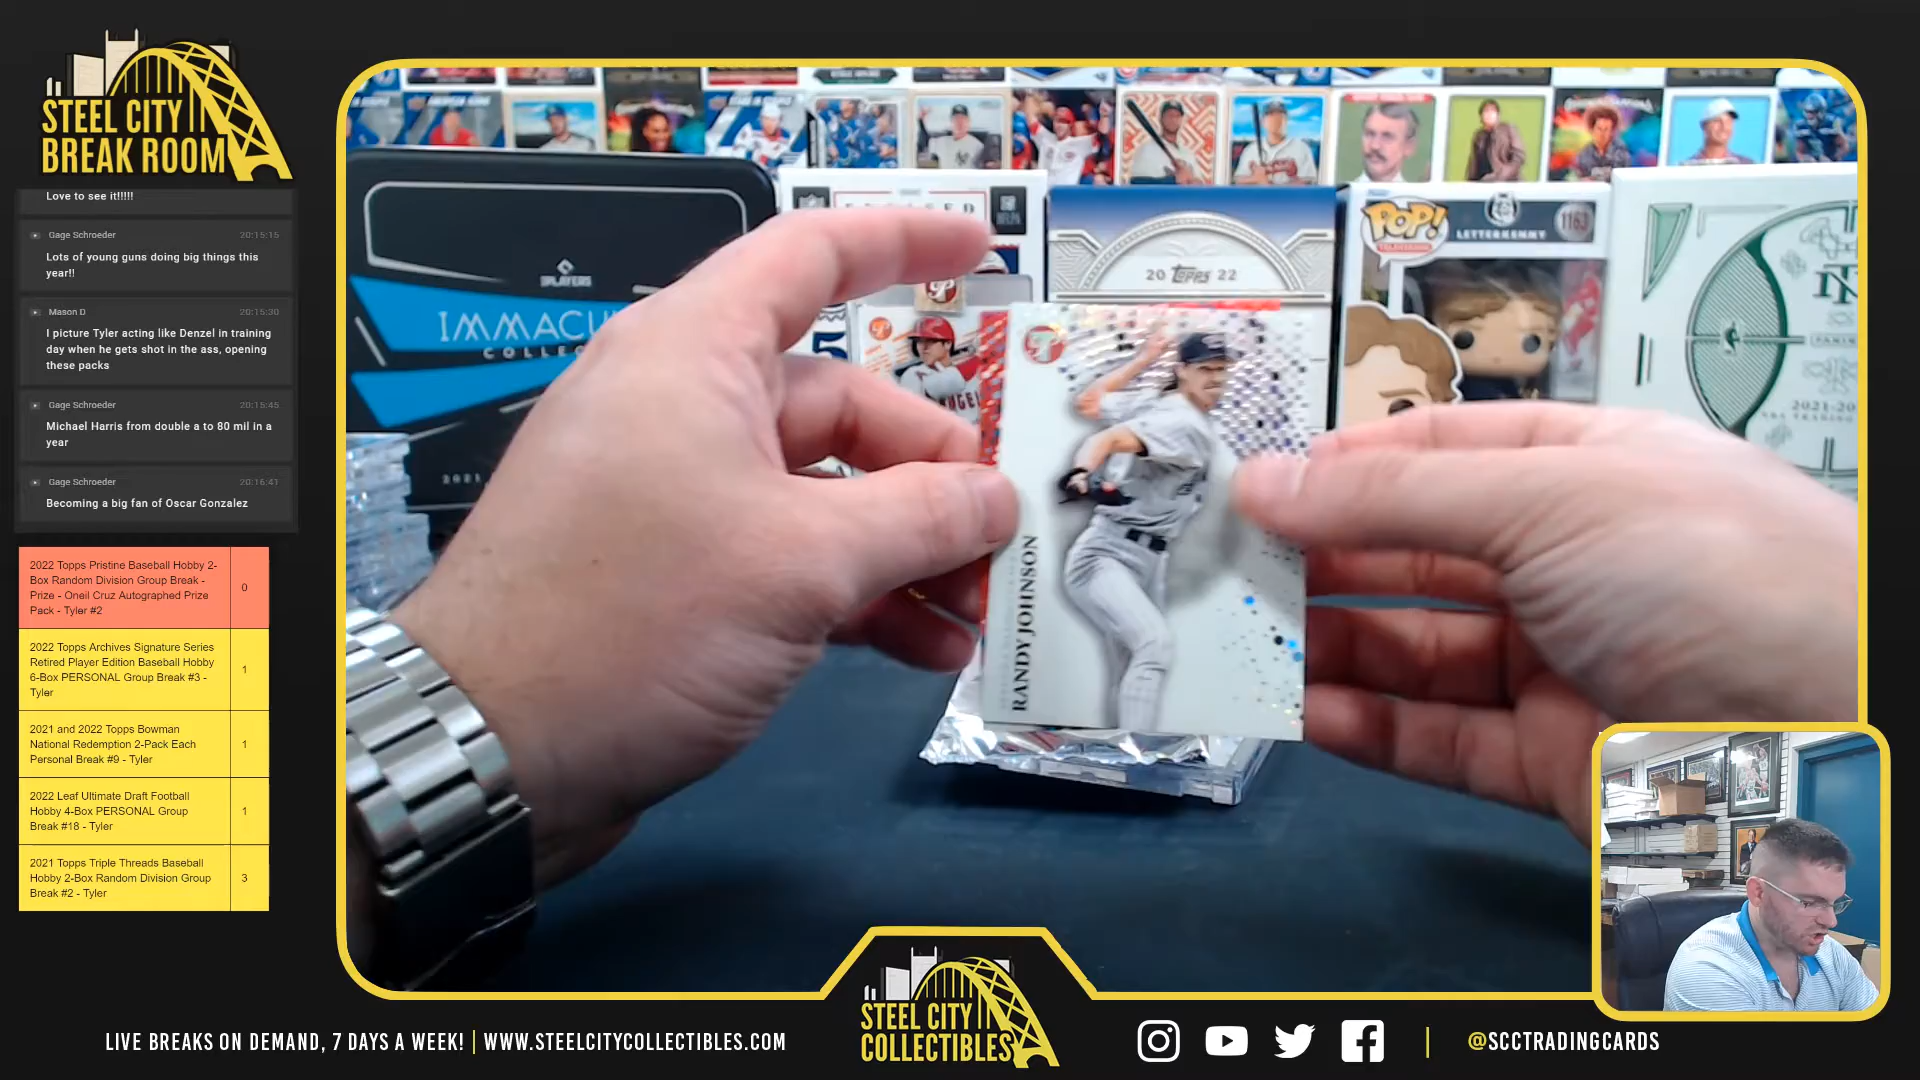 STEEL CITY
BREAK ROOM
Love to see it!!!!!
Gage Schroeder 20:15:15
Lots of young guns doing big things this
year!!
Mason D 20:15:30
I picture Tyler acting like Denzel in training
day when he gets shot in the ass, opening
these packs
Gage Schroeder 20:15:45
Michael Harris from double a to 80 mil in a
year
Gage Schroeder 20:16:41
Becoming a big fan of Oscar Gonzalez
2022 Topps Pristine Baseball Hobby 2-
Box Random Division Group Break -
Prize - Oneil Cruz Autographed Prize
Pack - Tyler #2
0
2022 Topps Archives Signature Series
Retired Player Edition Baseball Hobby
6-Box PERSONAL Group Break #3 -
Tyler
1
2021 and 2022 Topps Bowman
National Redemption 2-Pack Each
Personal Break #9 - Tyler
1
2022 Leaf Ultimate Draft Football
Hobby 4-Box PERSONAL Group
Break #18 - Tyler
1
2021 Topps Triple Threads Baseball
Hobby 2-Box Random Division Group
Break #2 - Tyler
3
IMMACU
COLLE
2021
20 Topps 22
POP!
LETTERKENNY
1163
2021-20
RANDY JOHNSON
STEEL CITY
COLLECTIBLES
LIVE BREAKS ON DEMAND, 7 DAYS A WEEK! | WWW.STEELCITYCOLLECTIBLES.COM
| @SCCTRADINGCARDS